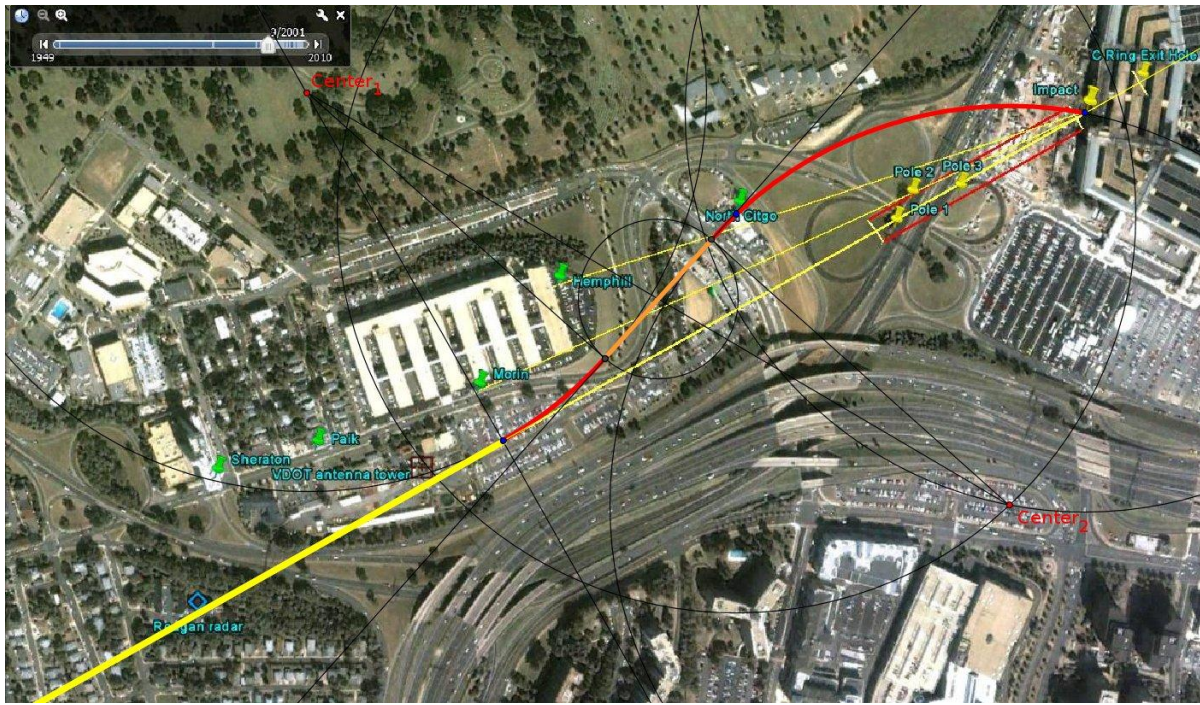 9/2001
1949
2010
Center1
C Ring Exit Hole
Impact
Pole 2
Pole 3
Pole 1
North Citgo
Hemphill
Morin
Paik
Sheraton
VDOT antenna tower
Center2
Reagan radar